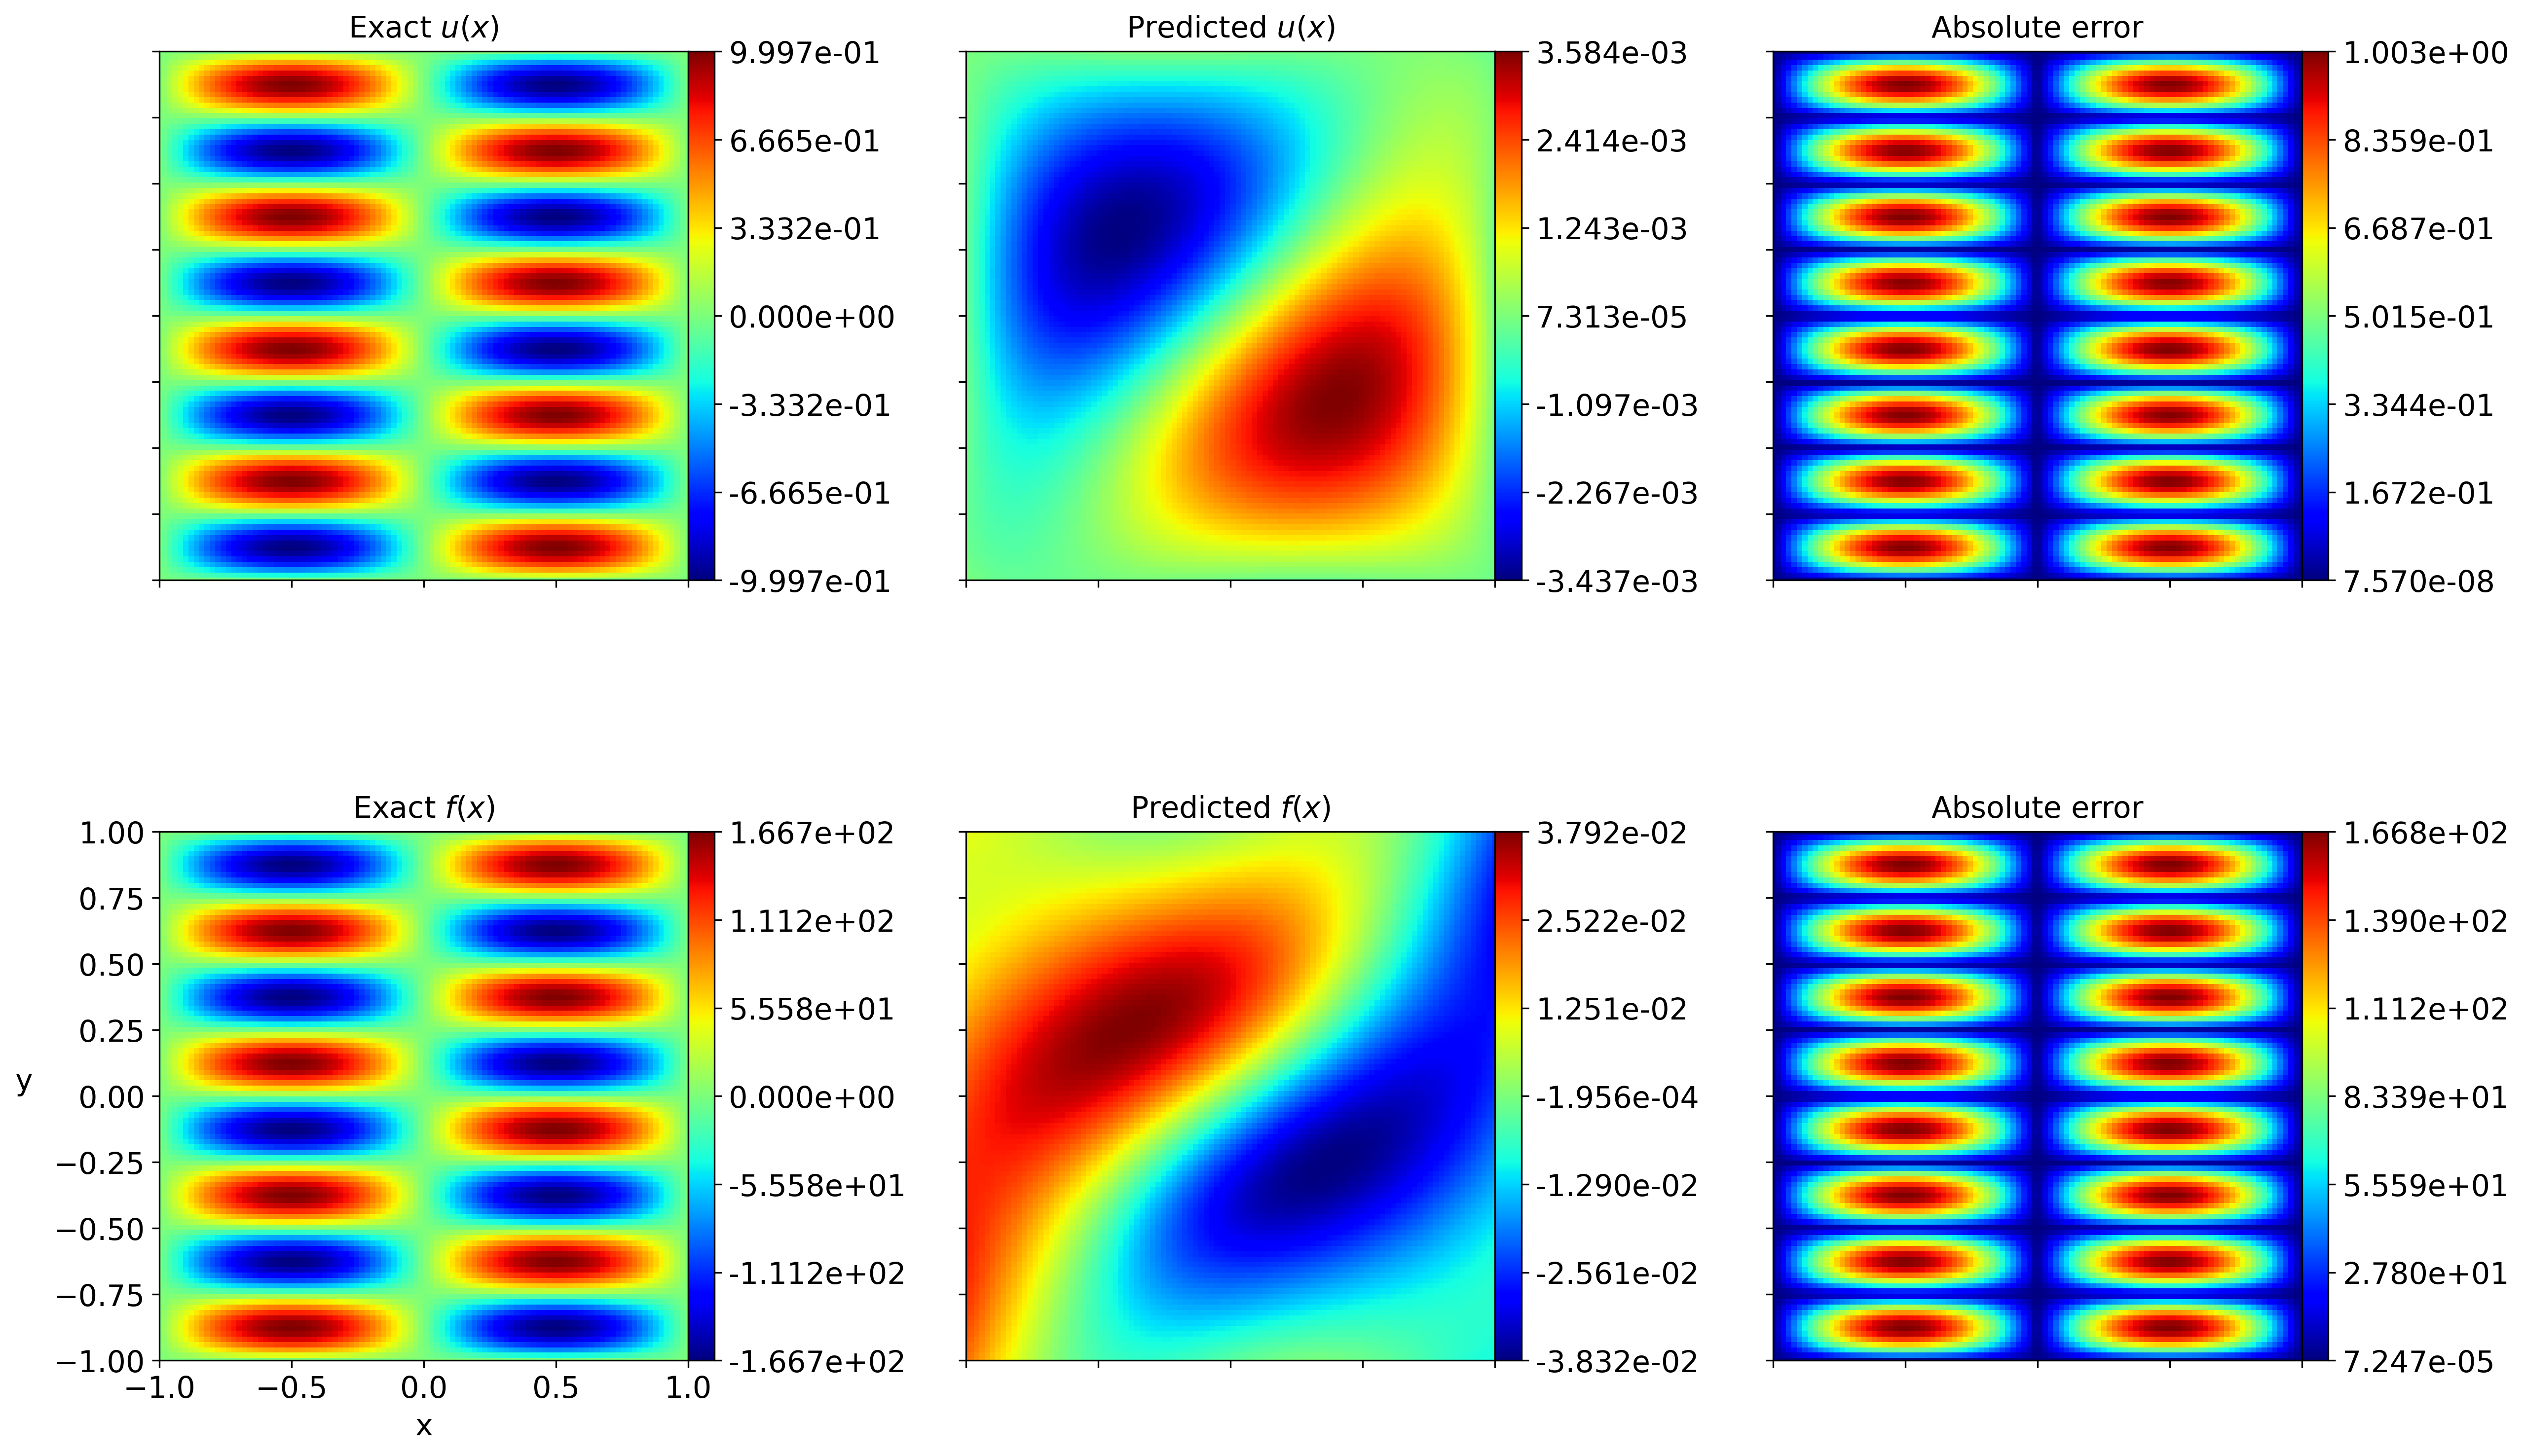 Exact u(x)
9.997e-01
6.665e-01
3.332e-01
0.000e+00
-3.332e-01
-6.665e-01
-9.997e-01
Predicted u(x)
3.584e-03
2.414e-03
1.243e-03
7.313e-05
-1.097e-03
-2.267e-03
-3.437e-03
Absolute error
1.003e+00
8.359e-01
6.687e-01
5.015e-01
3.344e-01
1.672e-01
7.570e-08
Exact f(x)
y
1.00
0.75
0.50
0.25
0.00
−0.25
−0.50
−0.75
−1.00
−1.0 −0.5 0.0 0.5 1.0
x
1.667e+02
1.112e+02
5.558e+01
0.000e+00
-5.558e+01
-1.112e+02
-1.667e+02
Predicted f(x)
3.792e-02
2.522e-02
1.251e-02
-1.956e-04
-1.290e-02
-2.561e-02
-3.832e-02
Absolute error
1.668e+02
1.390e+02
1.112e+02
8.339e+01
5.559e+01
2.780e+01
7.247e-05